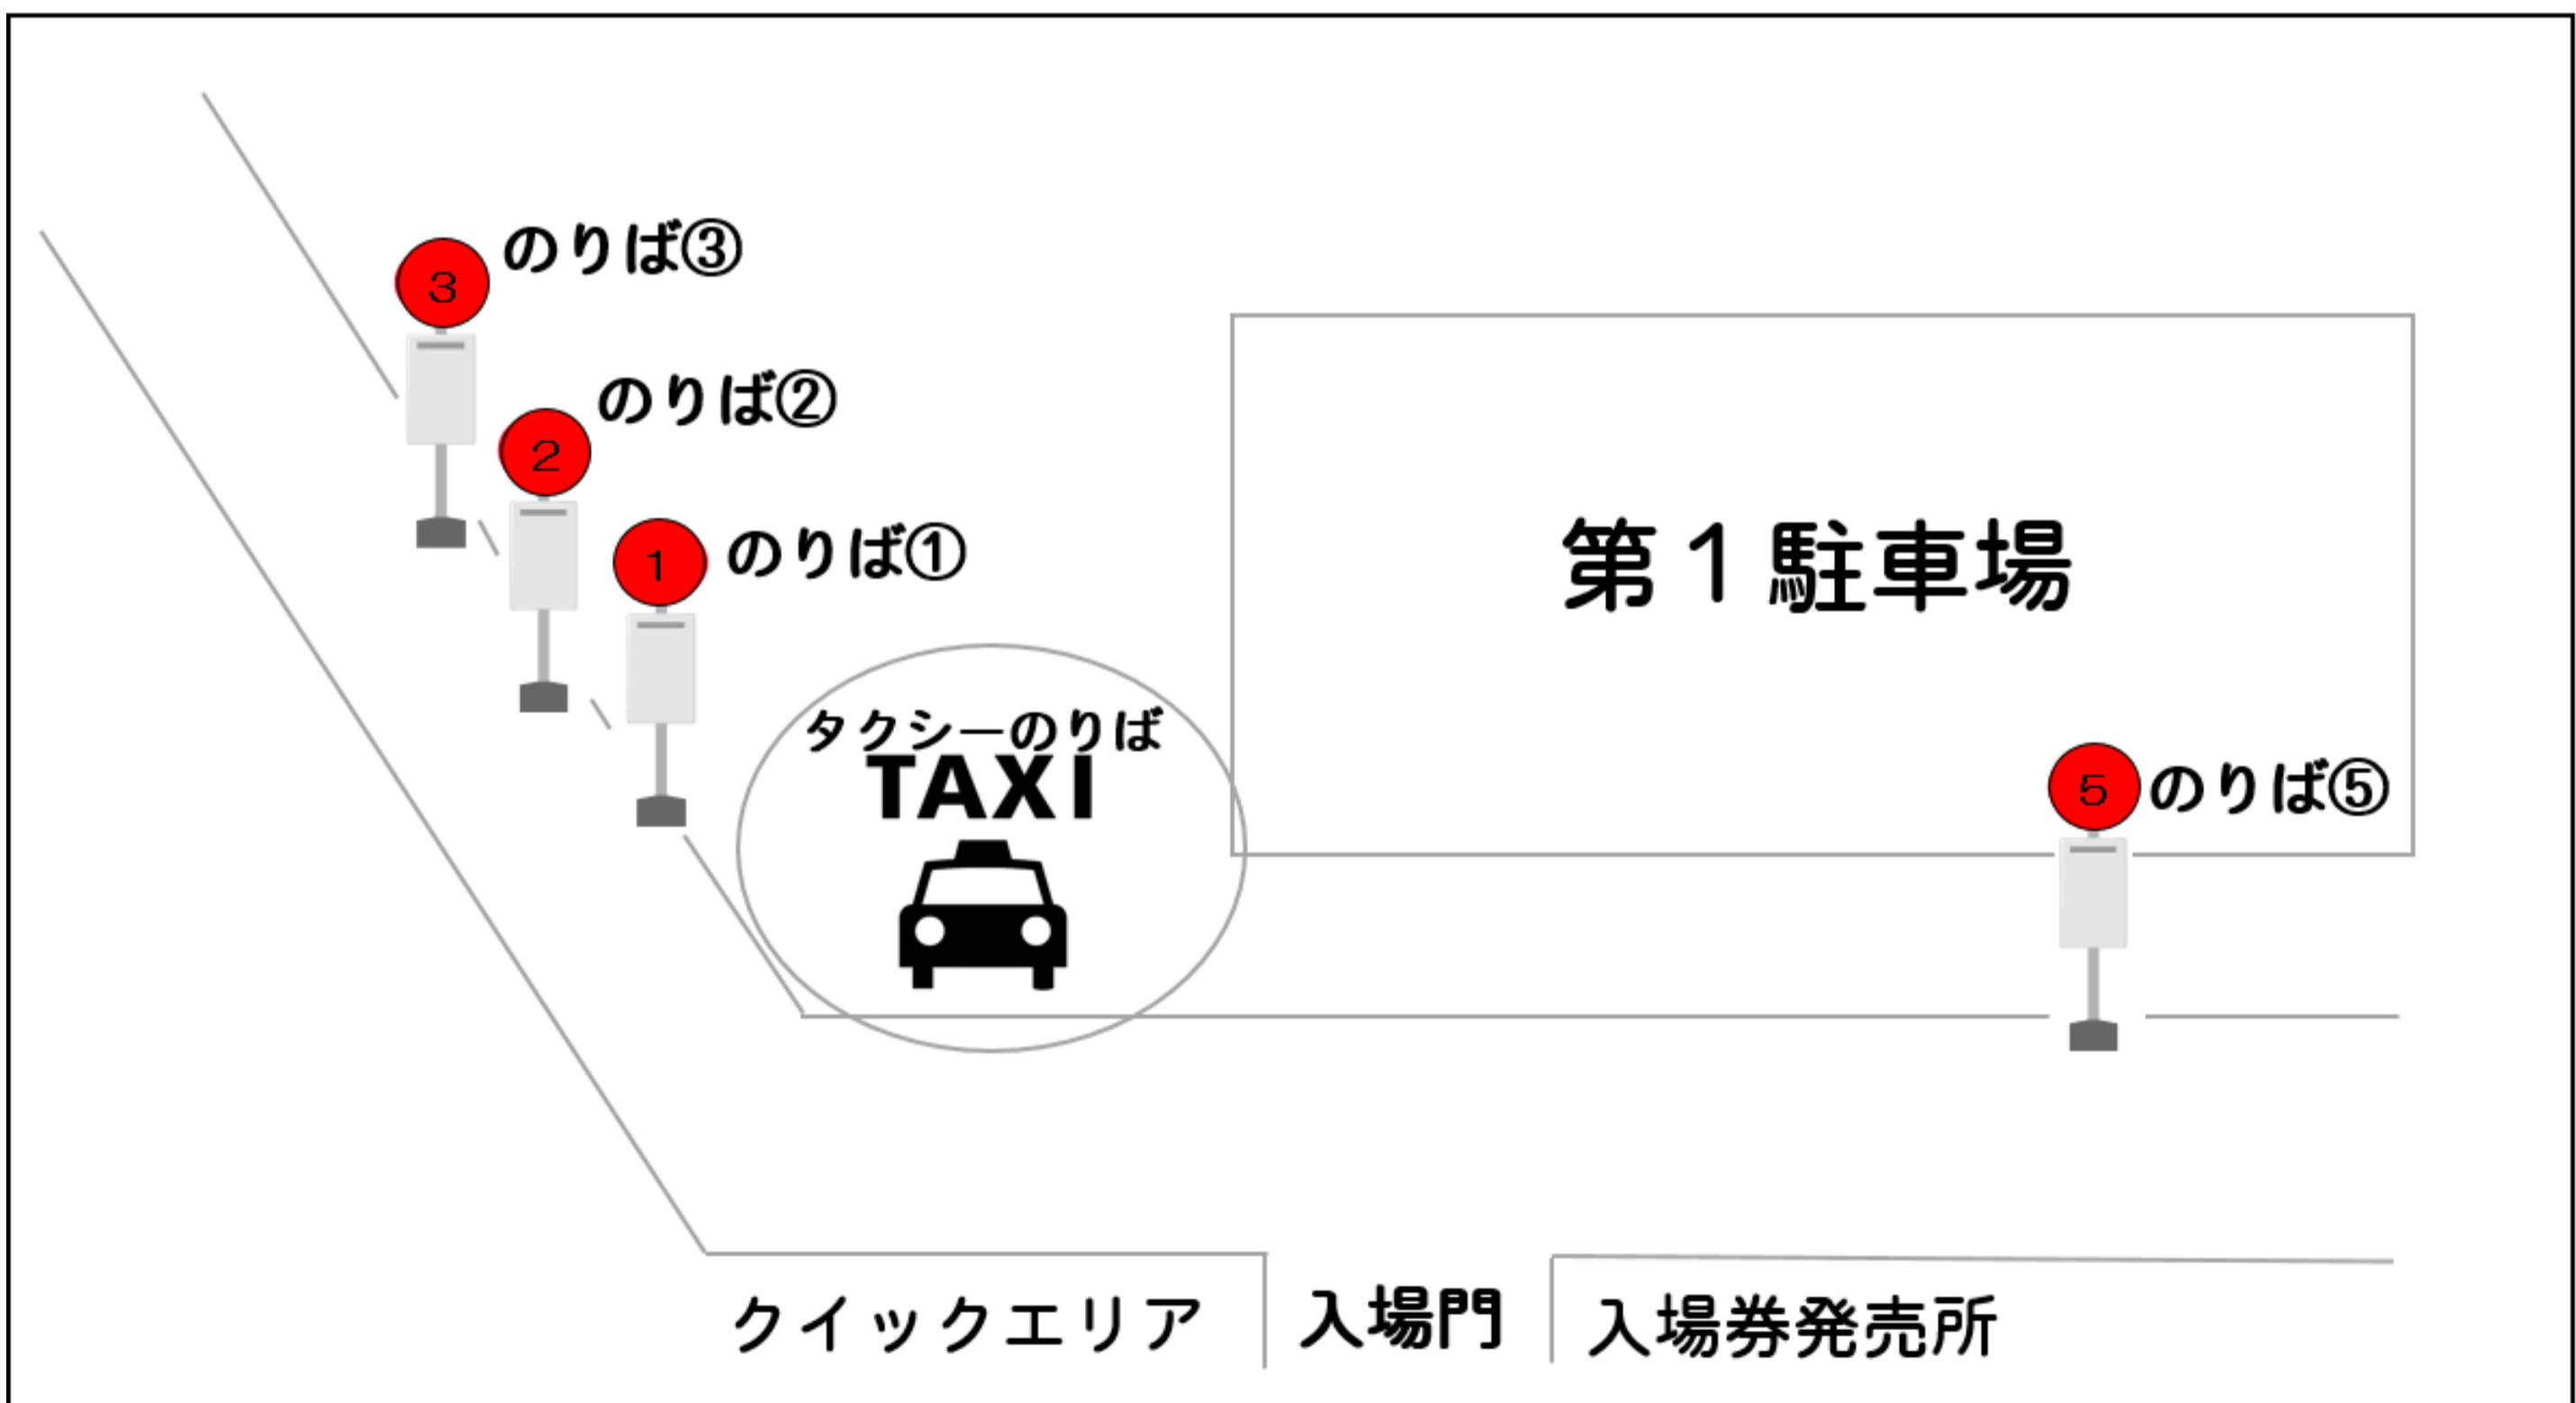 のりば③
3
のりば②
2
のりば①
1
第１駐車場
タクシーのりば
TAXI
5
のりば⑤
クイックエリア
入場門
入場券発売所